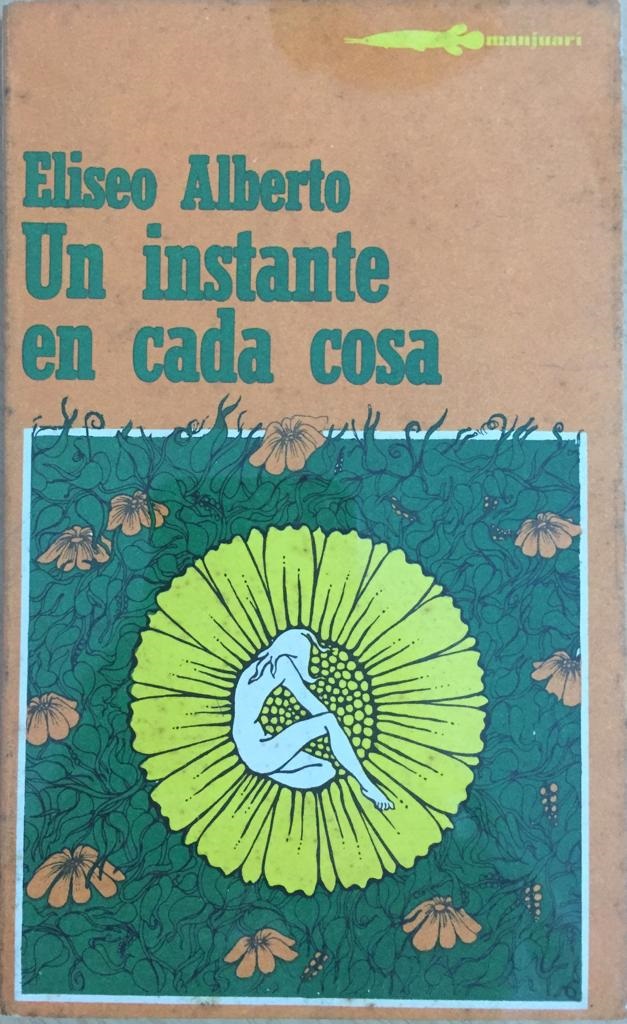 manjuarí
Eliseo Alberto
Un instante
en cada cosa